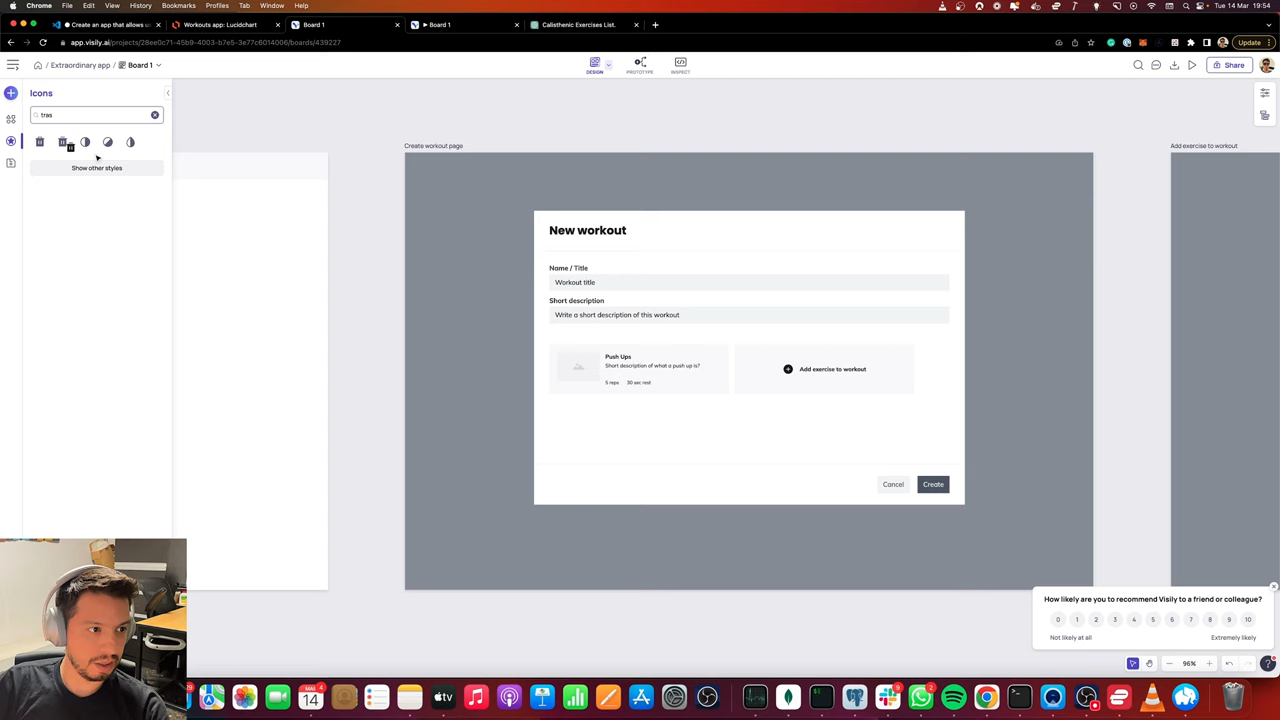 Chrome File Edit View History Bookmarks Profiles Tab Window Help
Tue 14 Mar 19:54
Create an app that allows us
Workouts app: Lucidchart
Board 1
Board 1
Calisthenic Exercises List.
app.visily.ai/projects/28ee0c71-45b9-4003-b7e5-3e77c6014006/boards/439227
Update
Extraordinary app / Board 1
DESIGN
PROTOTYPE
INSPECT
Share
Icons
tras
Show other styles
Create workout page
Add exercise to workout
New workout
Name / Title
Workout title
Short description
Write a short description of this workout
Push Ups
Short description of what a push up is?
5 reps 30 sec rest
Add exercise to workout
Cancel
Create
How likely are you to recommend Visily to a friend or colleague?
0 1 2 3 4 5 6 7 8 9 10
Not likely at all
Extremely likely
96%
MAR
14
4
9
2